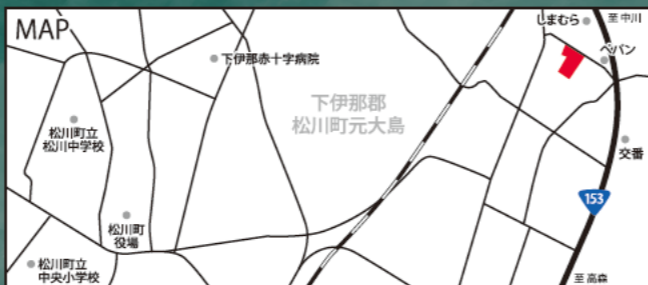 MAP
しまむら
至 中川
ベバン
下伊那赤十字病院
下伊那郡
松川町元大島
松川町立
松川中学校
交番
153
松川町
役場
松川町立
中央小学校
至 高森